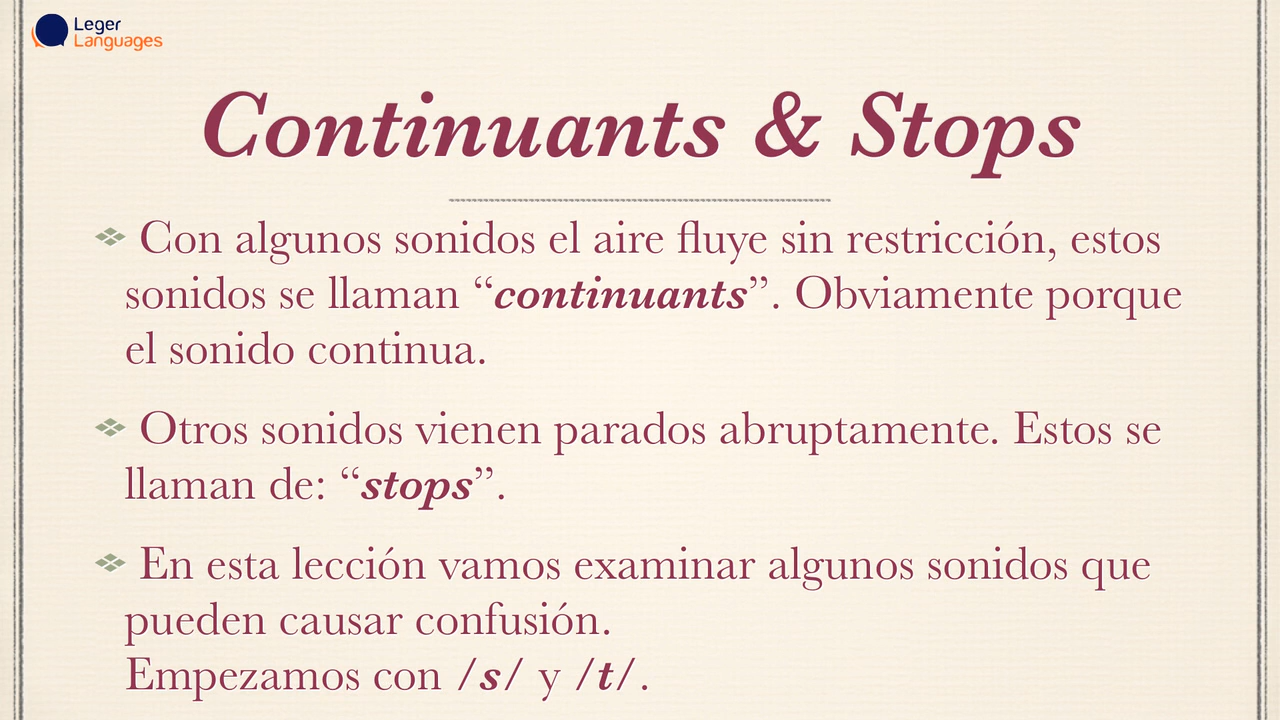 Leger
Languages
Continuants & Stops
Con algunos sonidos el aire fluye sin restricción, estos
sonidos se llaman “continuants”. Obviamente porque
el sonido continua.
Otros sonidos vienen parados abruptamente. Estos se
llaman de: “stops”.
En esta lección vamos examinar algunos sonidos que
pueden causar confusión.
Empezamos con /s/ y /t/.